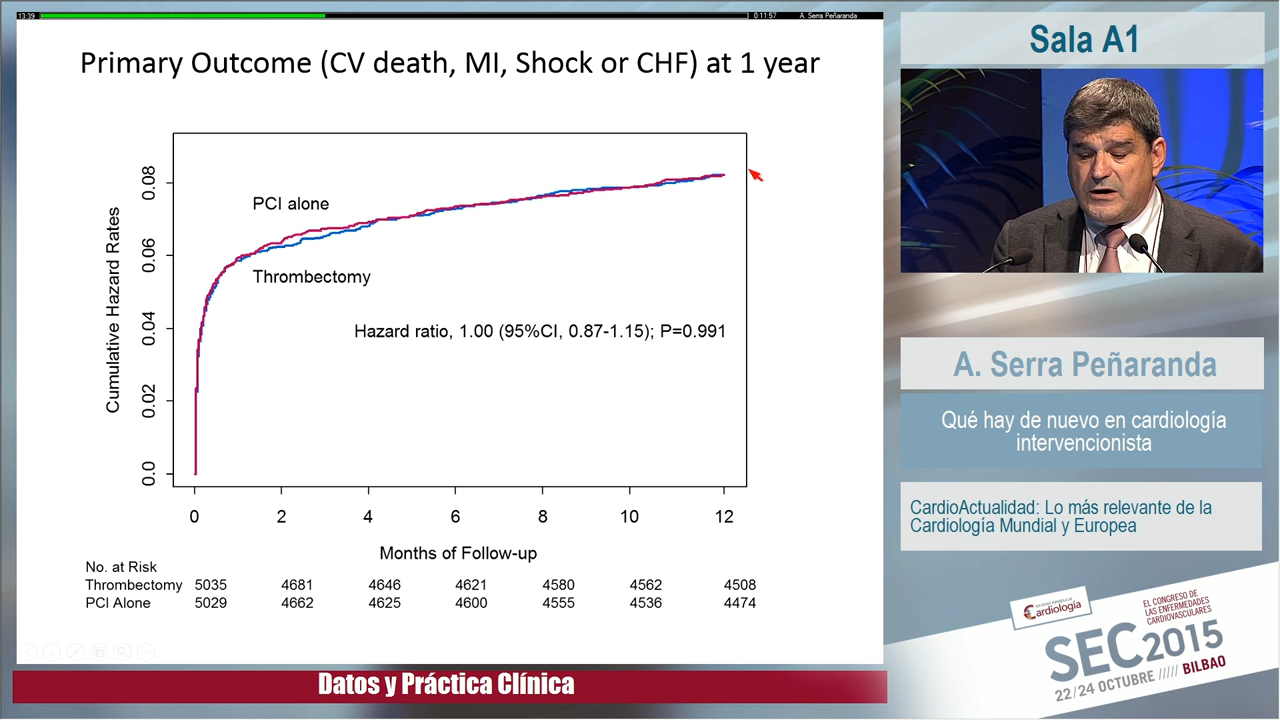 13:39
0:11:57
A. Serra Peñaranda
Primary Outcome (CV death, MI, Shock or CHF) at 1 year
Cumulative Hazard Rates
0.08
0.06
0.04
0.02
0.0
PCI alone
Thrombectomy
Hazard ratio, 1.00 (95%CI, 0.87-1.15); P=0.991
0 2 4 6 8 10 12
Months of Follow-up
No. at Risk
Thrombectomy 5035 4681 4646 4621 4580 4562 4508
PCI Alone 5029 4662 4625 4600 4555 4536 4474
Datos y Práctica Clínica
Sala A1
A. Serra Peñaranda
Qué hay de nuevo en cardiología
intervencionista
CardioActualidad: Lo más relevante de la
Cardiología Mundial y Europea
SOCIEDAD ESPAÑOLA DE
Cardiología
EL CONGRESO DE
LAS ENFERMEDADES
CARDIOVASCULARES
SEC2015
22/24 OCTUBRE ///// BILBAO